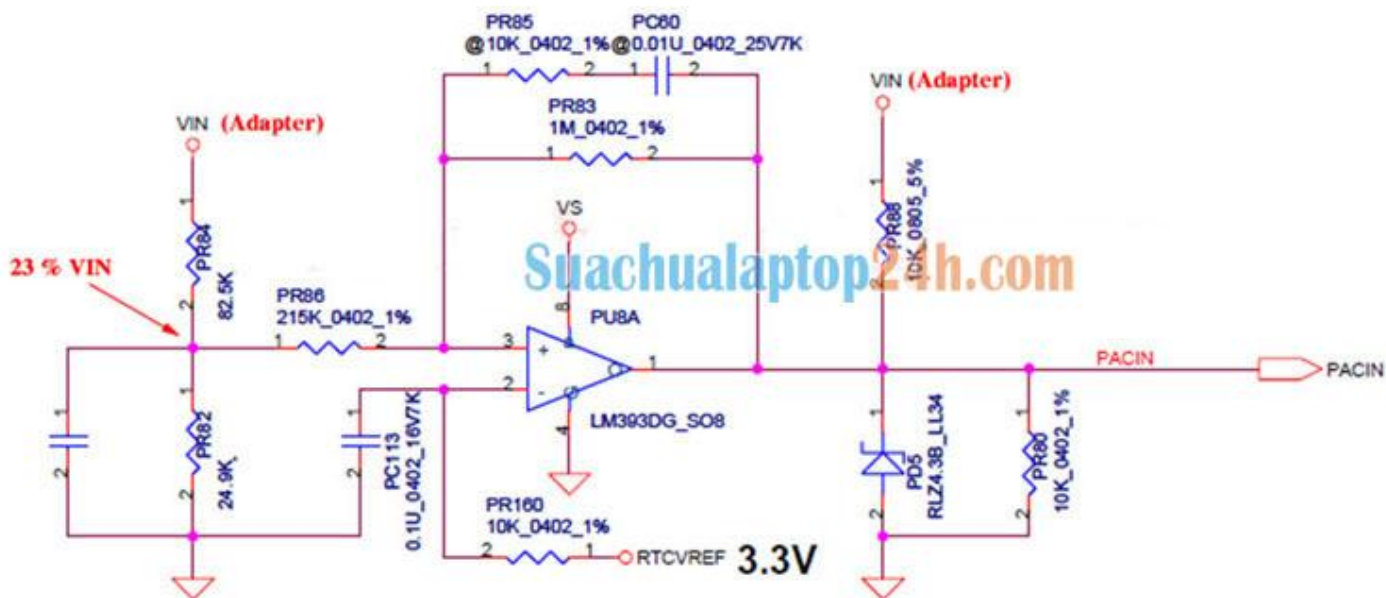 PR85
@10K_0402_1%
PC60
@0.01U_0402_25V7K
1 2 1 2
PR83
1M_0402_1%
1 2
VIN (Adapter)
VIN (Adapter)
VS
1
PR84
82.5K
2
1
PR88
10K_0805_5%
2
23 % VIN
Suachualaptop24h.com
PR86
215K_0402_1%
1 2
8
PU8A
3
+
2
-
1
4
LM393DG_SO8
PACIN
PACIN
1
2
1
PR82
24.9K
2
1
2
PC113
0.1U_0402_16V7K
1
2
PD5
RLZ4.3B_LL34
1
2
PR80
10K_0402_1%
PR160
10K_0402_1%
2 1
RTCVREF 3.3V